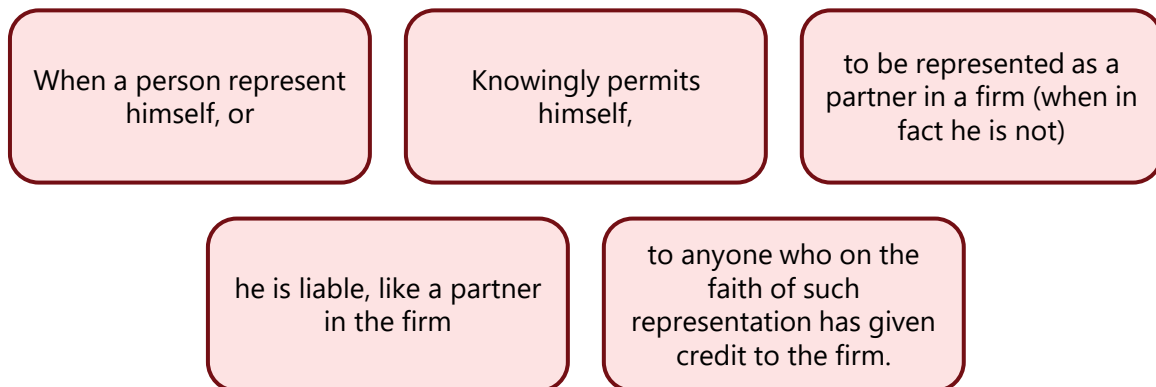 When a person represent
himself, or
Knowingly permits
himself,
to be represented as a
partner in a firm (when in
fact he is not)
he is liable, like a partner
in the firm
to anyone who on the
faith of such
representation has given
credit to the firm.